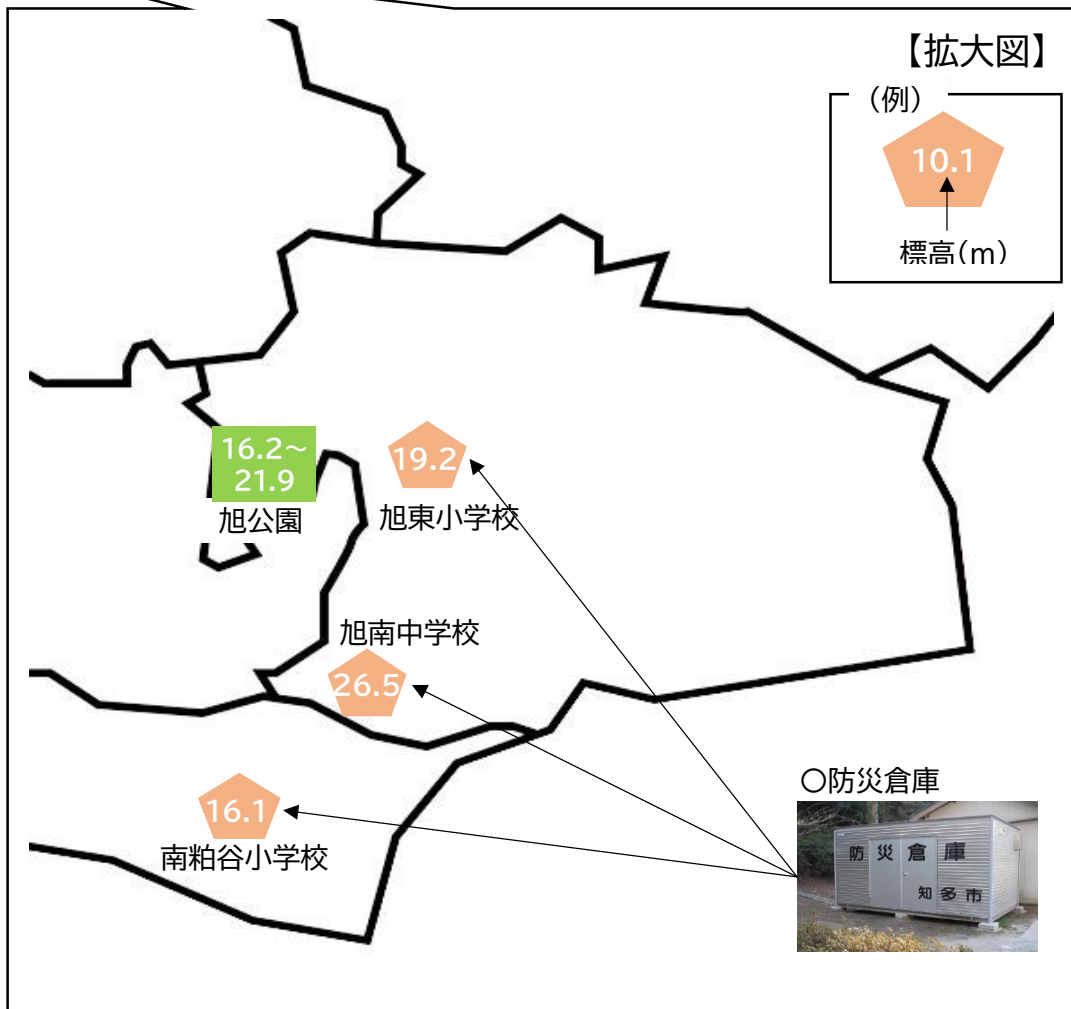 【拡大図】
（例）
10.1
標高(m)
16.2～
21.9
旭公園
19.2
旭東小学校
旭南中学校
26.5
16.1
南粕谷小学校
〇防災倉庫
防災倉庫
知多市